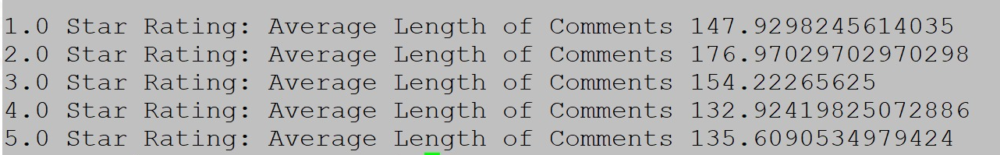 1.0 Star Rating: Average Length of Comments 147.9298245614035
2.0 Star Rating: Average Length of Comments 176.97029702970298
3.0 Star Rating: Average Length of Comments 154.22265625
4.0 Star Rating: Average Length of Comments 132.92419825072886
5.0 Star Rating: Average Length of Comments 135.6090534979424